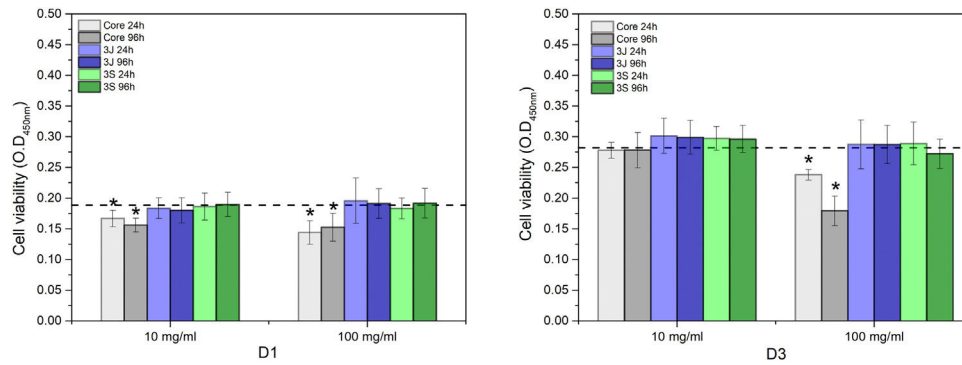 0.50
0.45
0.40
0.35
0.30
0.25
0.20
0.15
0.10
0.05
0.00
Cell viability (O.D450nm)
Core 24h
Core 96h
3J 24h
3J 96h
3S 24h
3S 96h
* * * *
10 mg/ml 100 mg/ml
D1
0.50
0.45
0.40
0.35
0.30
0.25
0.20
0.15
0.10
0.05
0.00
Cell viability (O.D450nm)
Core 24h
Core 96h
3J 24h
3J 96h
3S 24h
3S 96h
* *
10 mg/ml 100 mg/ml
D3